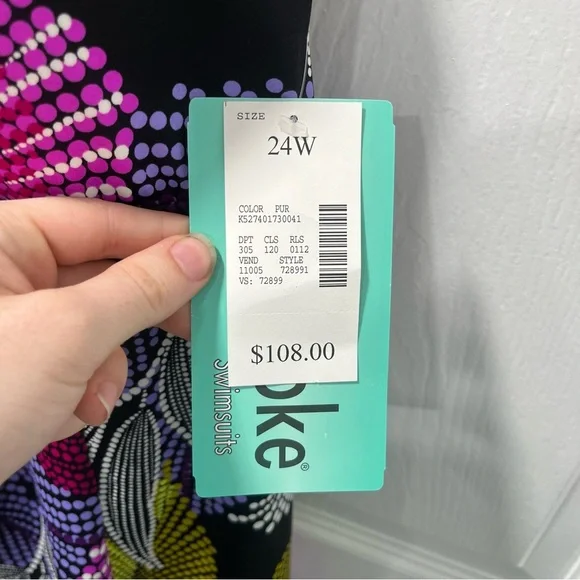 SIZE
24W
COLOR PUR
K527401730041
DPT CLS RLS
305 120 0112
VEND STYLE
11005 728991
VS: 72899
$108.00
oke®
swimsuits